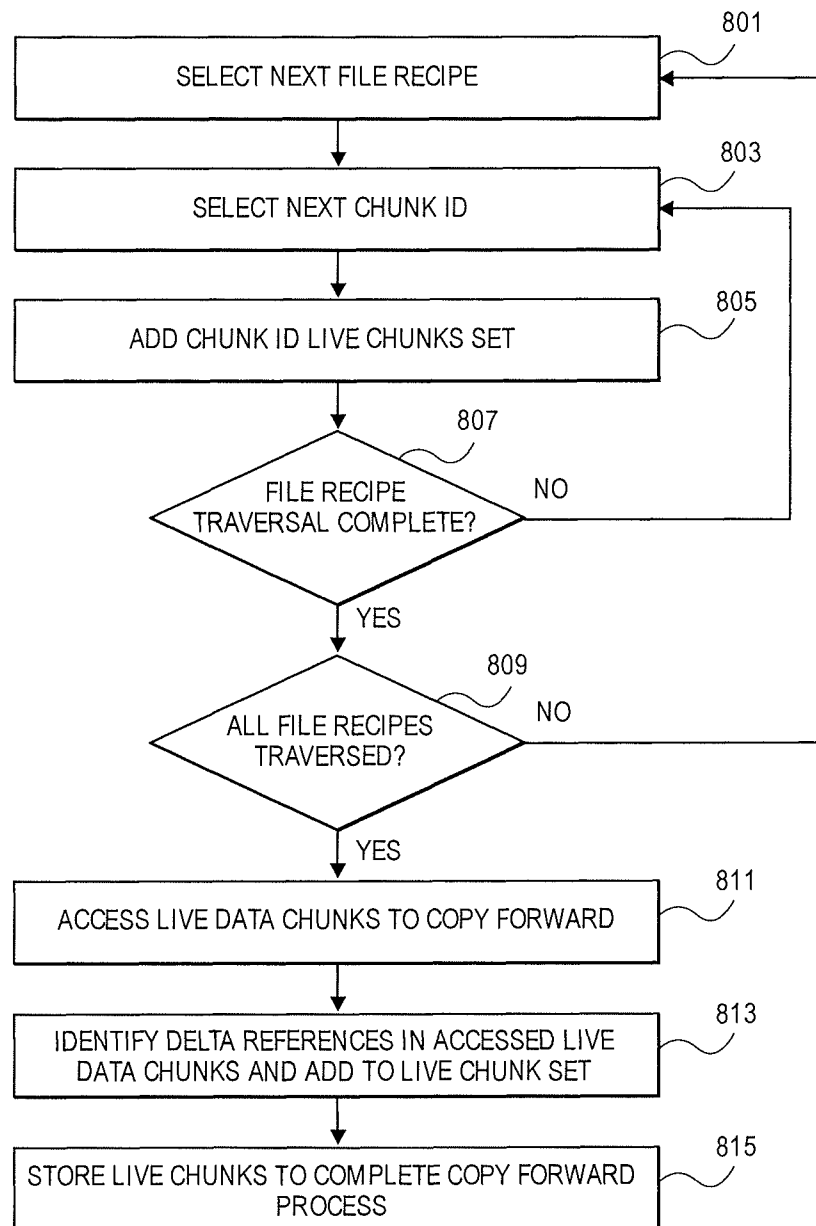 801
SELECT NEXT FILE RECIPE
803
SELECT NEXT CHUNK ID
805
ADD CHUNK ID LIVE CHUNKS SET
807
FILE RECIPE
TRAVERSAL COMPLETE?
NO
YES
809
ALL FILE RECIPES
TRAVERSED?
NO
YES
811
ACCESS LIVE DATA CHUNKS TO COPY FORWARD
813
IDENTIFY DELTA REFERENCES IN ACCESSED LIVE
DATA CHUNKS AND ADD TO LIVE CHUNK SET
815
STORE LIVE CHUNKS TO COMPLETE COPY FORWARD
PROCESS